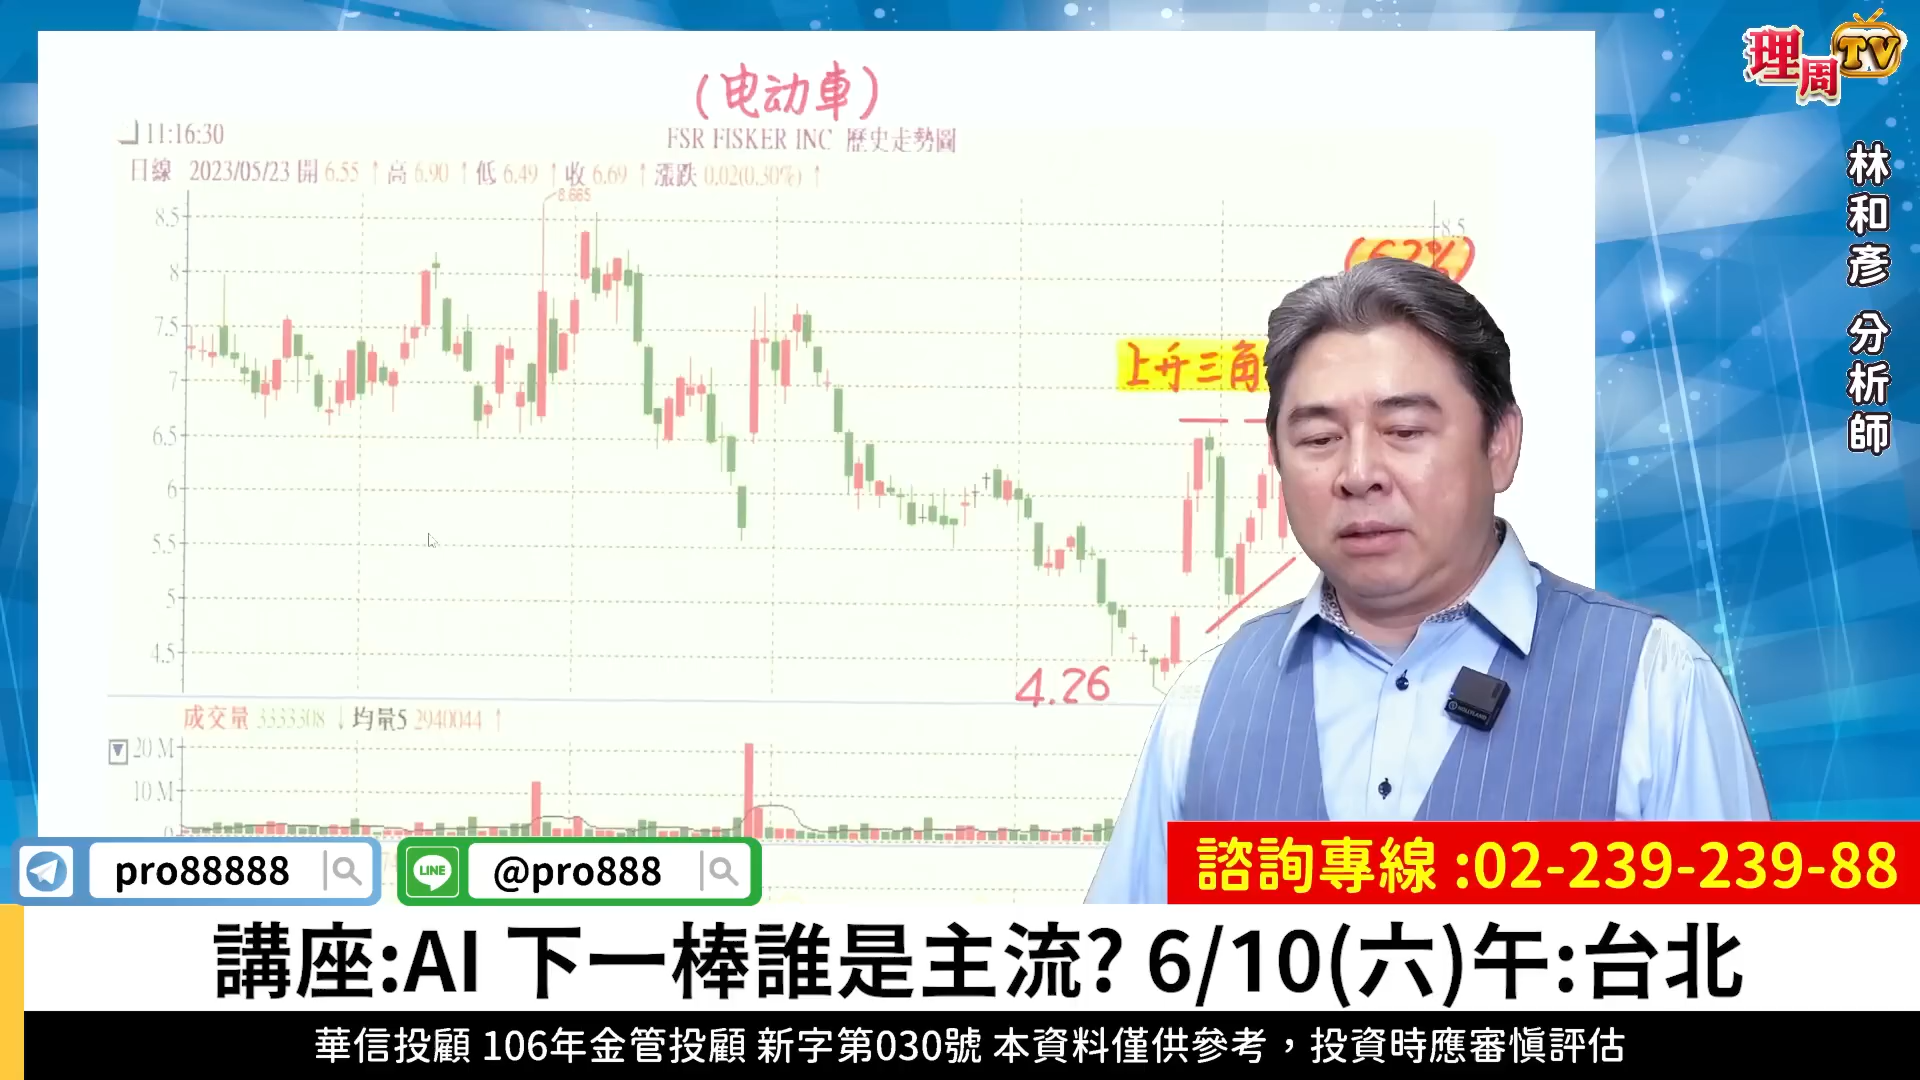 理周TV
林和彥 分析師
(电动車)
11:16:30
FSR FISKER INC 歷史走勢圖
日線 2023/05/23 開 6.55 ↑ 高 6.90 ↑ 低 6.49 ↑ 收 6.69 ↑ 漲跌 0.02(0.30%) ↑
8.665
8.5
8.5
8
7.5
7
6.5
6
5.5
5
4.5
上升三角
4.26
成交量 3333308 ↓ 均量5 2940044 ↑
20 M
10 M
0
pro88888
LINE
@pro888
諮詢專線 :02-239-239-88
講座:AI 下一棒誰是主流? 6/10(六)午:台北
華信投顧 106年金管投顧 新字第030號 本資料僅供參考，投資時應審慎評估